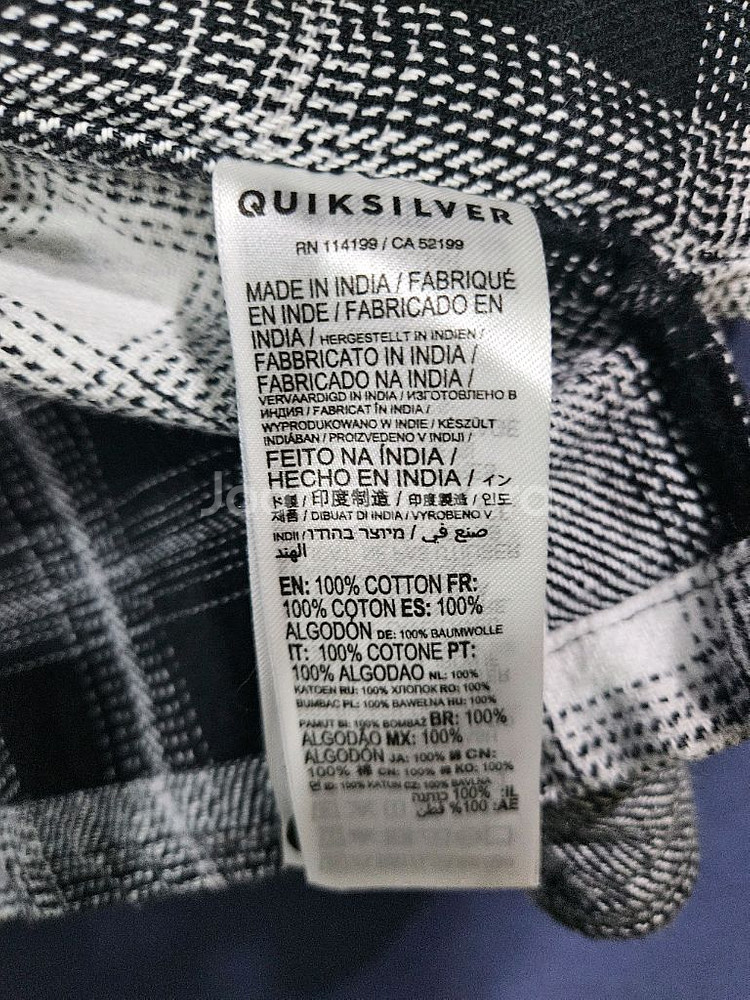 QUIKSILVER
RN 114199 / CA 52199
MADE IN INDIA / FABRIQUÉ
EN INDE / FABRICADO EN
INDIA / HERGESTELLT IN INDIEN /
FABBRICATO IN INDIA /
FABRICADO NA INDIA /
VERVAARDIGD IN INDIA / ИЗГОТОВЛЕНО В
ИНДИЯ / FABRICAT ÎN INDIA /
WYPRODUKOWANO W INDIE / KÉSZÜLT
INDIÁBAN / PROIZVEDENO V INDIJI /
FEITO NA ÍNDIA /
HECHO EN INDIA / イン
ド製 / 印度制造 / 印度製造 / 인도
제품 / DIBUAT DI INDIA / VYROBENO V
INDII / מיוצר בהודו / صنع في
الهند
EN: 100% COTTON FR:
100% COTON ES: 100%
ALGODÓN DE: 100% BAUMWOLLE
IT: 100% COTONE PT:
100% ALGODAO NL: 100%
KATOEN RU: 100% ХЛОПОК RO: 100%
BUMBAC PL: 100% BAWEŁNA HU: 100%
PAMUT SI: 100% BOMBAŽ BR: 100%
ALGODÃO MX: 100%
ALGODÓN JA: 100% 綿 CN:
100% 棉 CN: 100% 棉 KO: 100%
면 ID: 100% KATUN CZ: 100% BAVLNA
IL: 100% כותנה
AE: 100% قطن